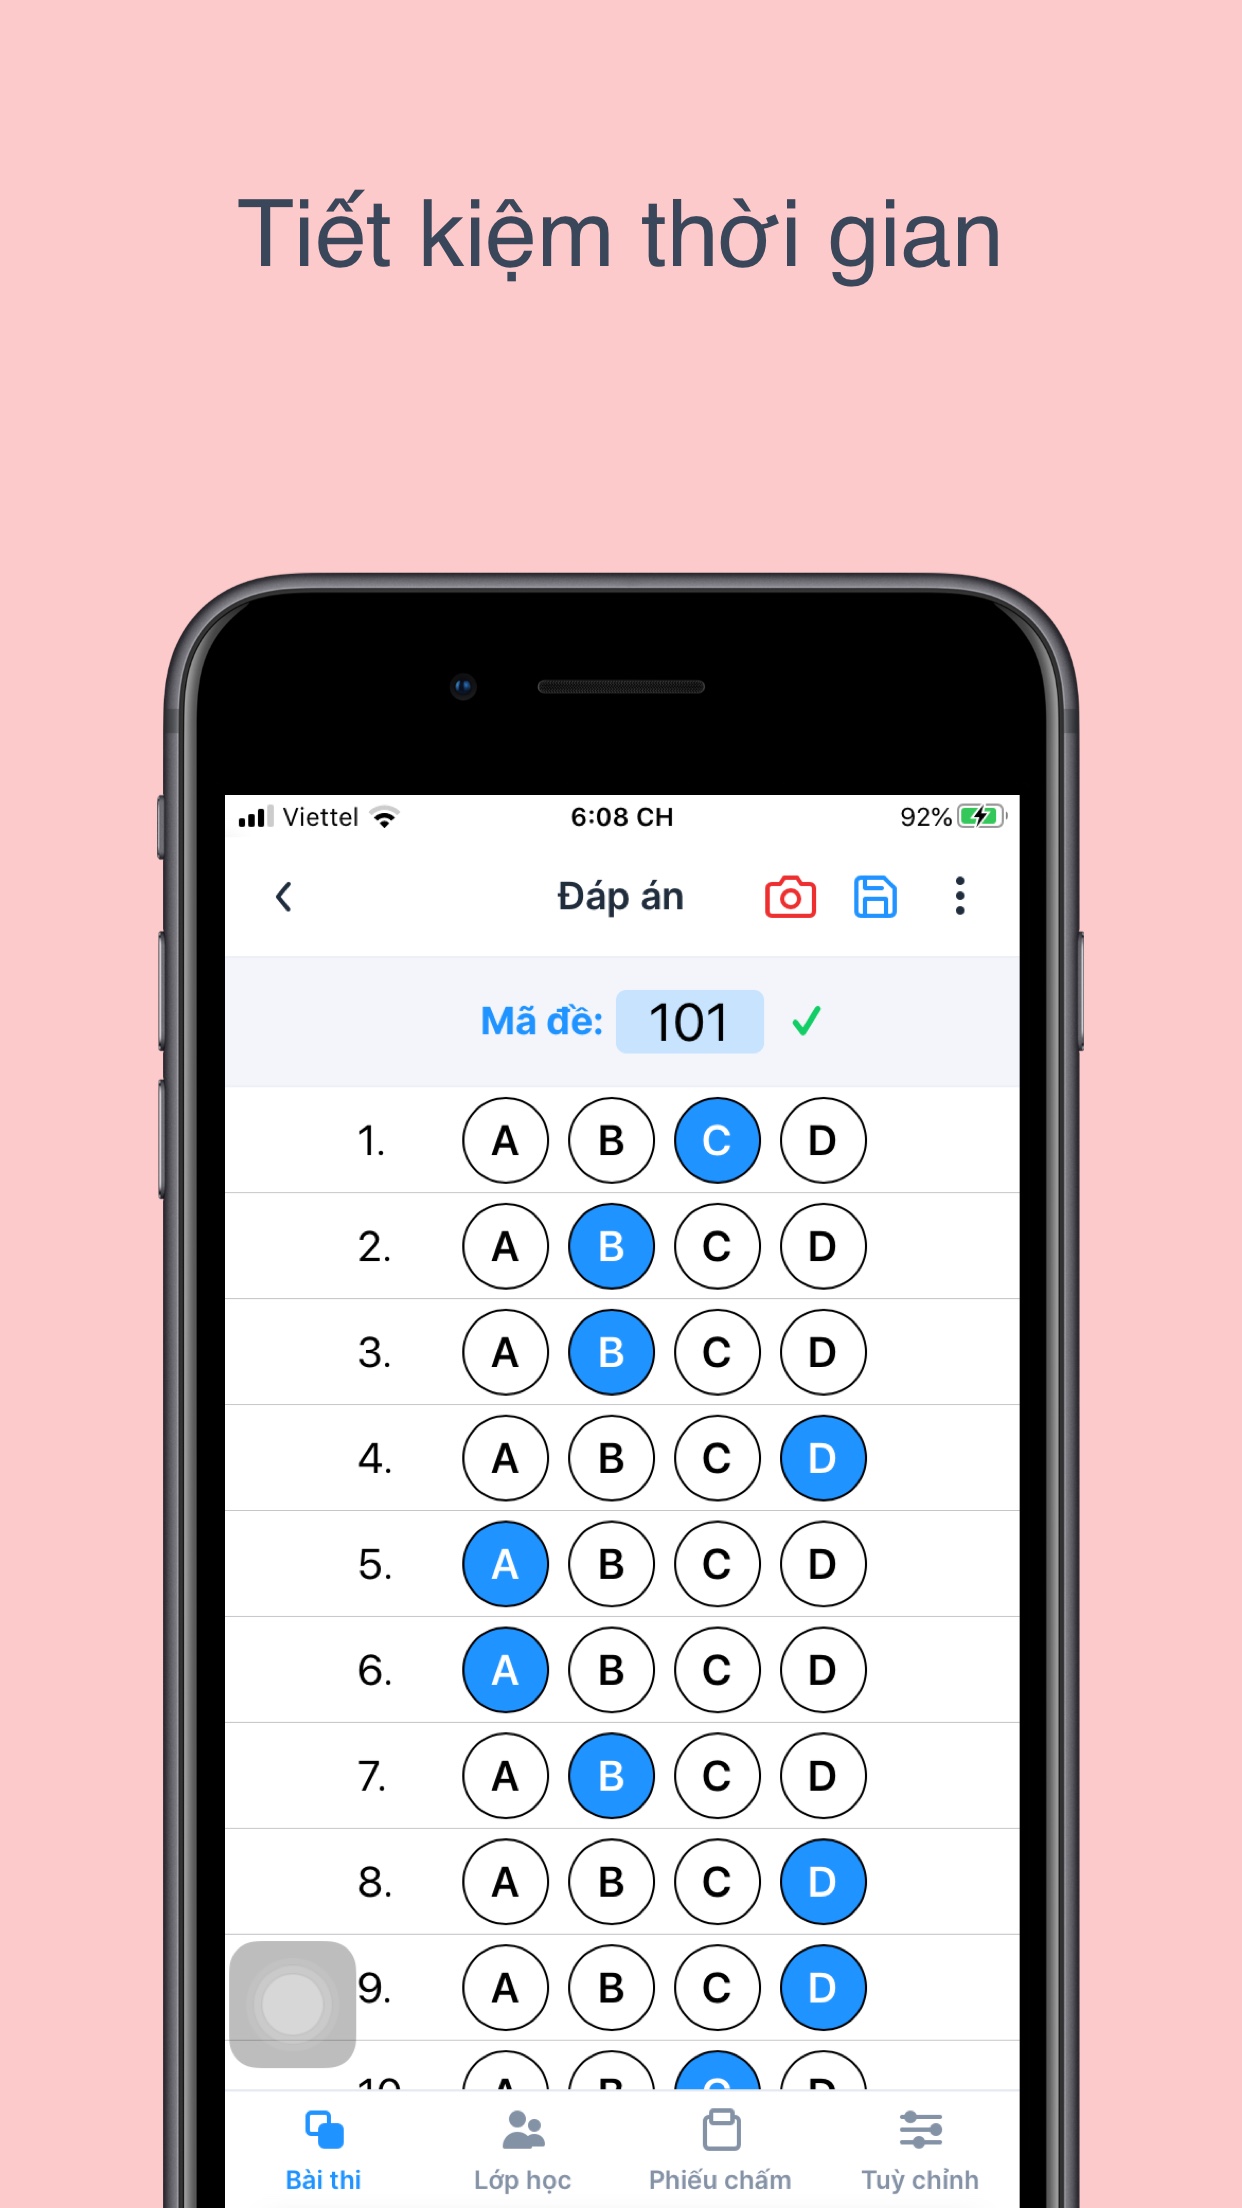 Tiết kiệm thời gian
Viettel 6:08 CH 92%
Đáp án
Mã đề: 101
1. A B C D
2. A B C D
3. A B C D
4. A B C D
5. A B C D
6. A B C D
7. A B C D
8. A B C D
9. A B C D
10. A B C D
Bài thi Lớp học Phiếu chấm Tuỳ chỉnh